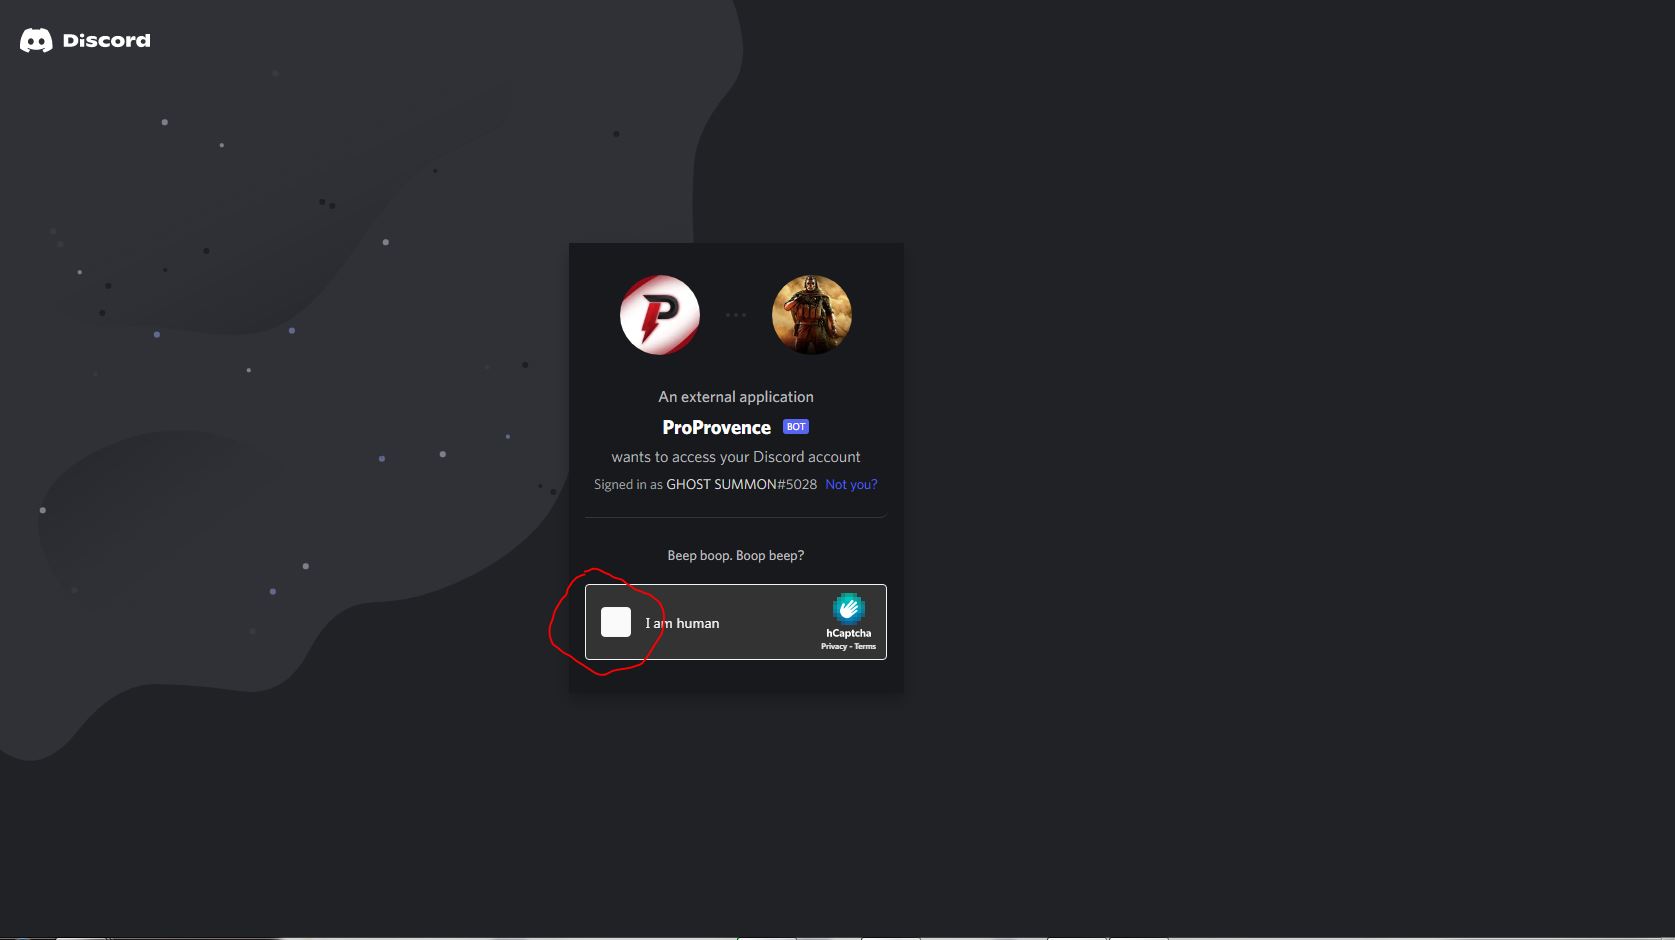 Discord
An external application
ProProvence BOT
wants to access your Discord account
Signed in as GHOST SUMMON#5028 Not you?
Beep boop. Boop beep?
I am human
hCaptcha
Privacy - Terms